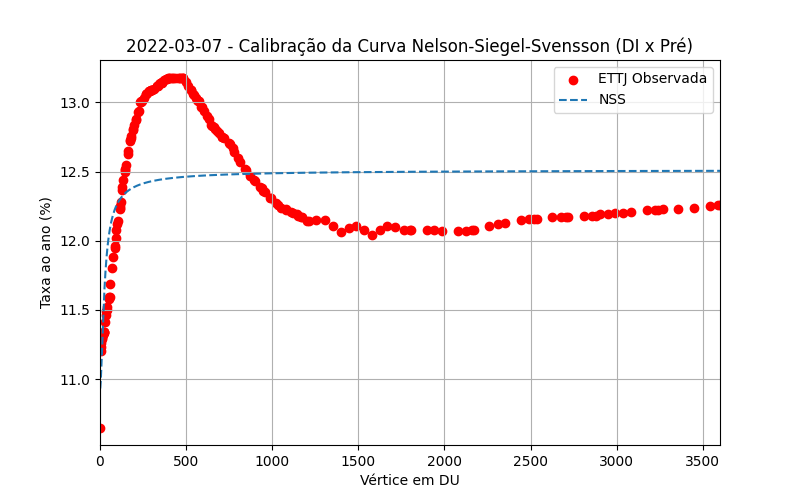 2022-03-07 - Calibração da Curva Nelson-Siegel-Svensson (DI x Pré)
ETTJ Observada
NSS
Taxa ao ano (%)
13.0
12.5
12.0
11.5
11.0
0 500 1000 1500 2000 2500 3000 3500
Vértice em DU